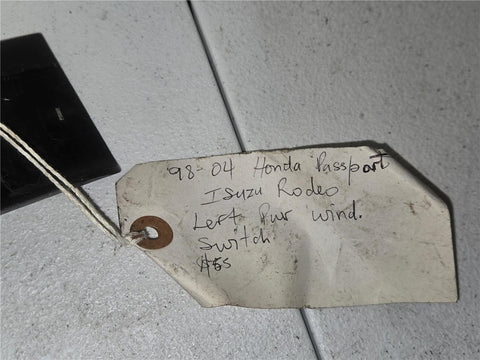 98-04 Honda Passport
Isuzu Rodeo
Left Pwr wind.
Switch